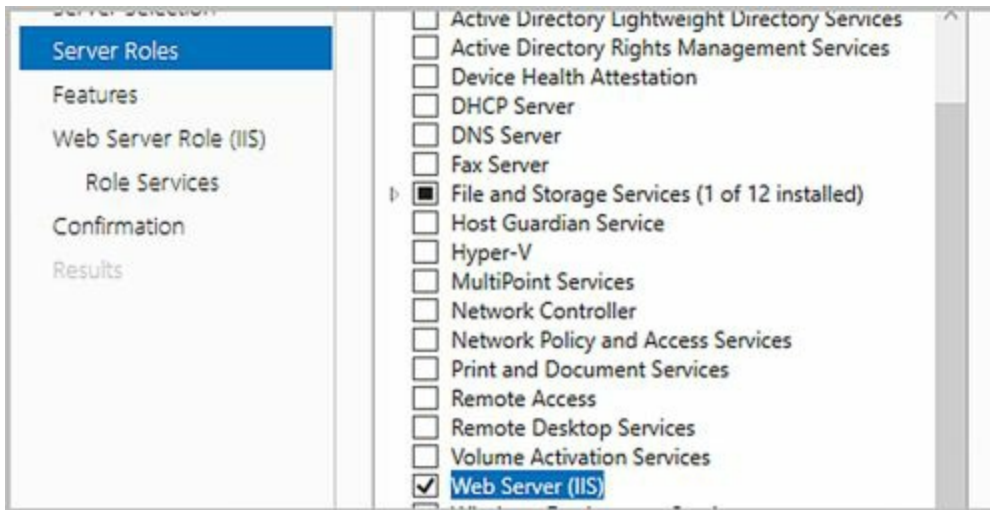 Server Selection
Server Roles
Features
Web Server Role (IIS)
Role Services
Confirmation
Results
Active Directory Lightweight Directory Services
Active Directory Rights Management Services
Device Health Attestation
DHCP Server
DNS Server
Fax Server
File and Storage Services (1 of 12 installed)
Host Guardian Service
Hyper-V
MultiPoint Services
Network Controller
Network Policy and Access Services
Print and Document Services
Remote Access
Remote Desktop Services
Volume Activation Services
Web Server (IIS)